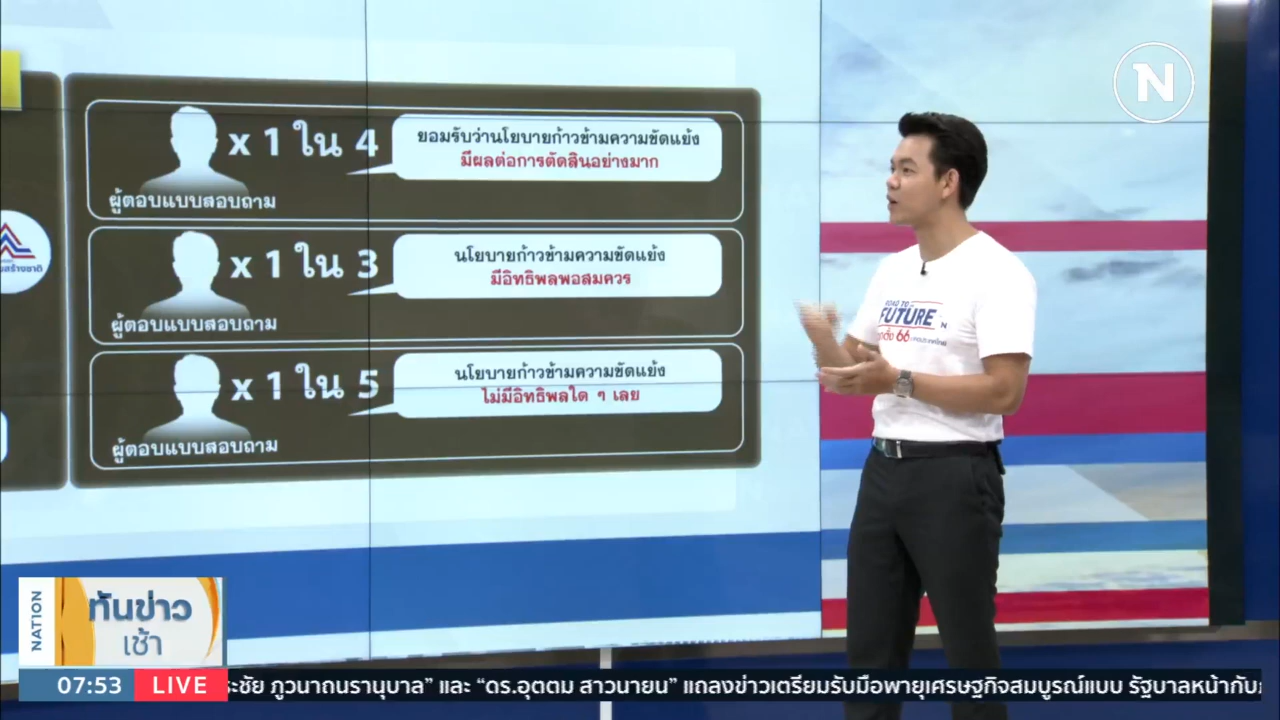 N
x 1 ใน 4
ยอมรับว่านโยบายก้าวข้ามความขัดแย้ง
มีผลต่อการตัดสินอย่างมาก
ผู้ตอบแบบสอบถาม
x 1 ใน 3
นโยบายก้าวข้ามความขัดแย้ง
มีอิทธิพลพอสมควร
ผู้ตอบแบบสอบถาม
x 1 ใน 5
นโยบายก้าวข้ามความขัดแย้ง
ไม่มีอิทธิพลใด ๆ เลย
ผู้ตอบแบบสอบถาม
สร้างชาติ
ROAD TO
FUTURE N
66
NATION
ทันข่าว
เช้า
07:53 LIVE ะชัย ภูวนาถนรานุบาล” และ “ดร.อุตตม สาวนายน” แถลงข่าวเตรียมรับมือพายุเศรษฐกิจสมบูรณ์แบบ รัฐบาลหน้ากับ